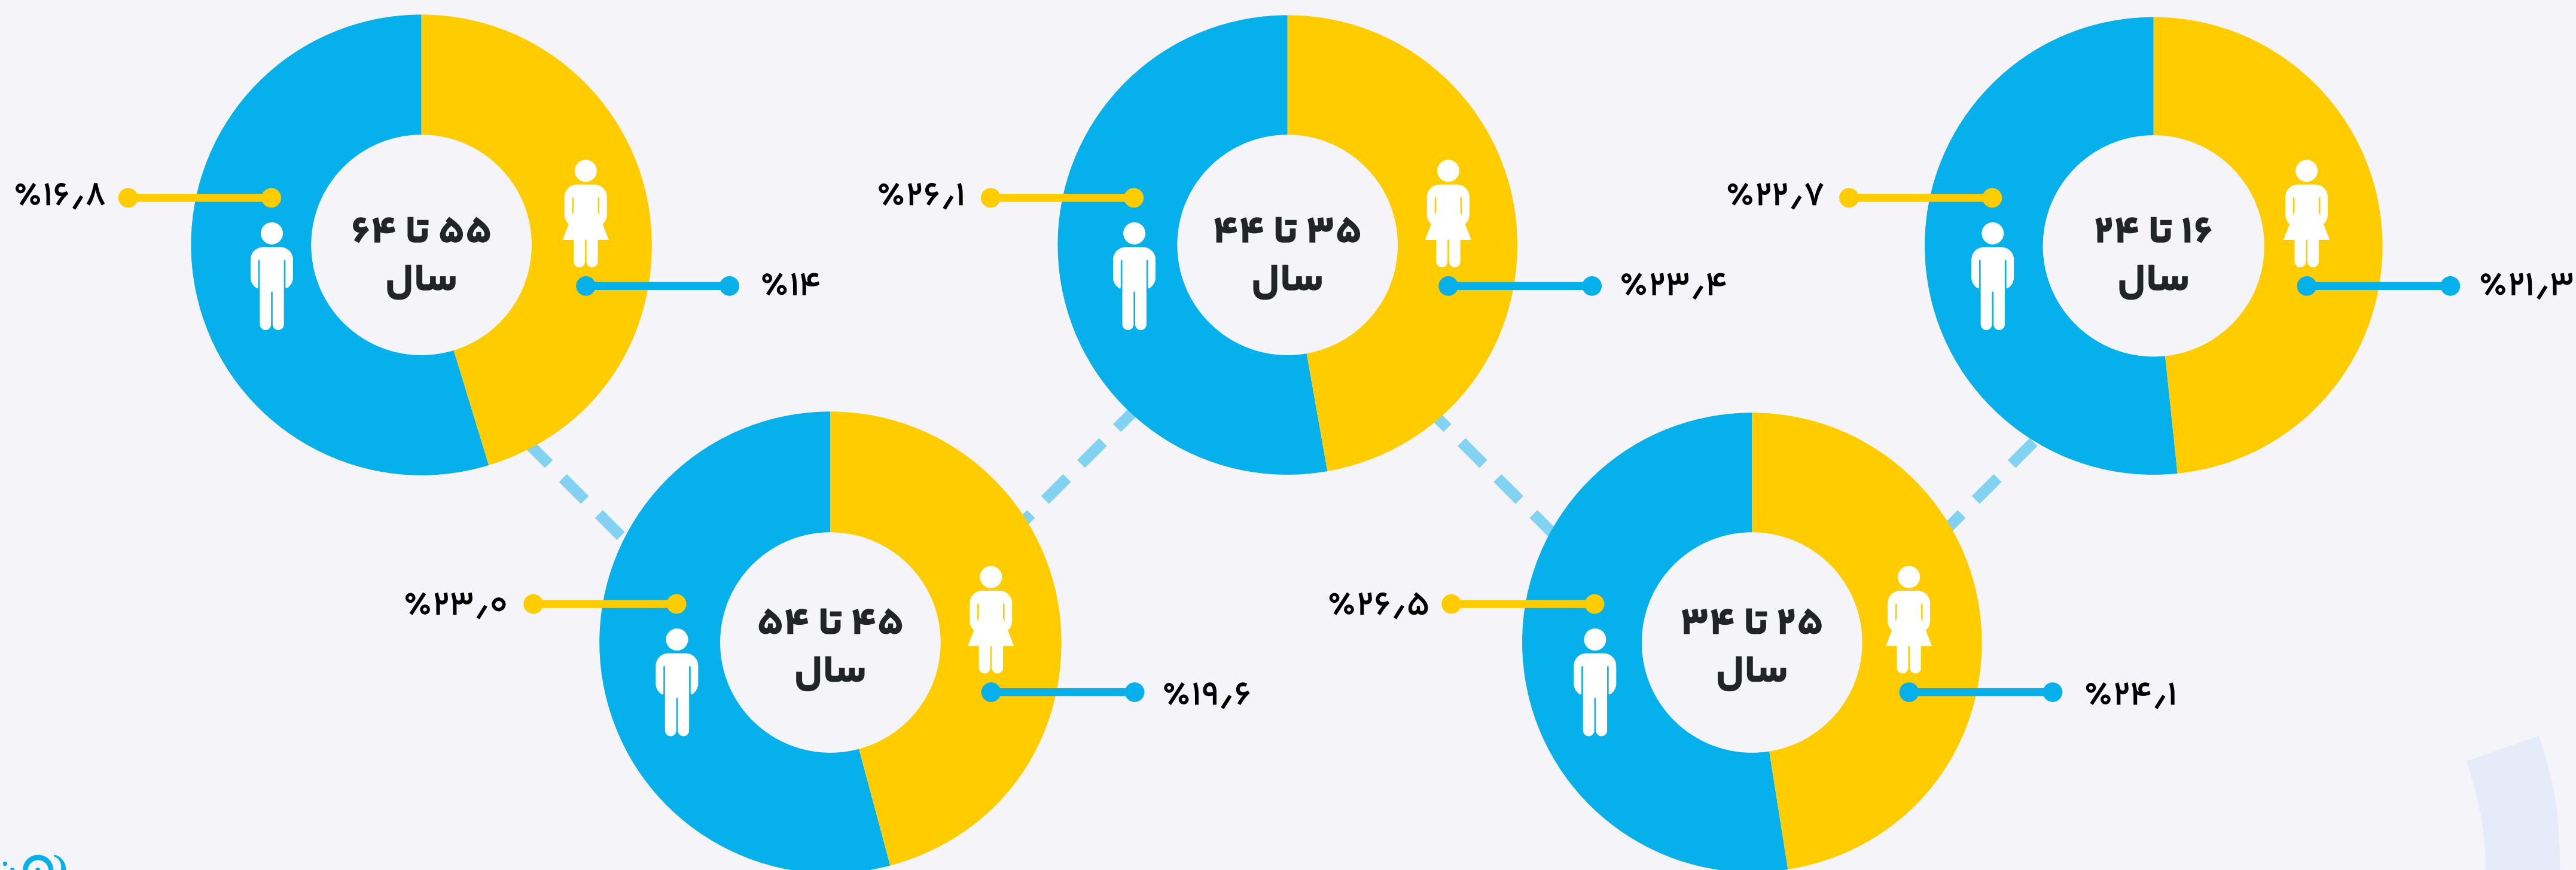 ۱۶ تا ۲۴
سال
%۲۲٫۷
%۲۱٫۳
۳۵ تا ۴۴
سال
%۲۶٫۱
%۲۳٫۴
۵۵ تا ۶۴
سال
%۱۶٫۸
%۱۴
۲۵ تا ۳۴
سال
%۲۶٫۵
%۲۴٫۱
۴۵ تا ۵۴
سال
%۲۳٫۰
%۱۹٫۶